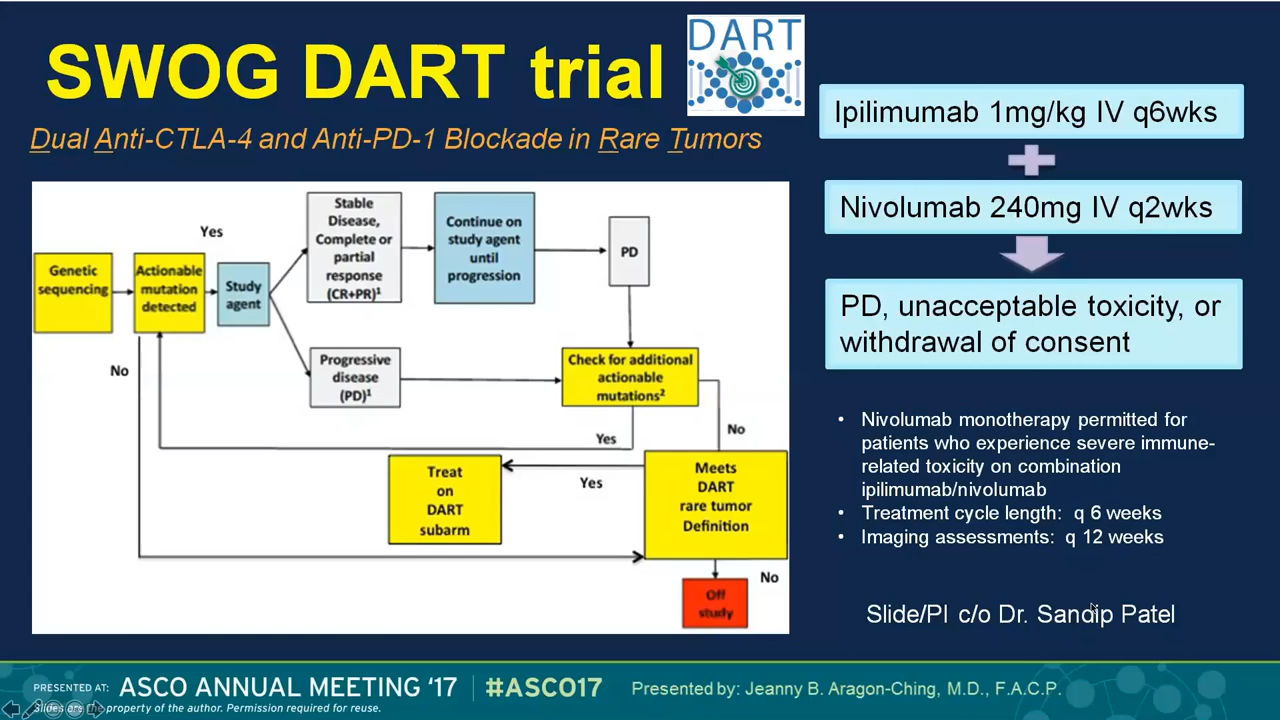 SWOG DART trial
DART
Dual Anti-CTLA-4 and Anti-PD-1 Blockade in Rare Tumors
Genetic
sequencing
Actionable
mutation
detected
Yes
No
Study
agent
Stable
Disease,
Complete or
partial
response
(CR+PR)¹
Continue on
study agent
until
progression
PD
Progressive
disease
(PD)¹
Check for additional
actionable
mutations²
Yes
No
Meets
DART
rare tumor
Definition
Yes
Treat
on
DART
subarm
No
Off
study
Ipilimumab 1mg/kg IV q6wks
Nivolumab 240mg IV q2wks
PD, unacceptable toxicity, or
withdrawal of consent
• Nivolumab monotherapy permitted for
patients who experience severe immune-
related toxicity on combination
ipilimumab/nivolumab
• Treatment cycle length: q 6 weeks
• Imaging assessments: q 12 weeks
Slide/PI c/o Dr. Sandip Patel
PRESENTED AT: ASCO ANNUAL MEETING ‘17 #ASCO17
Slides are the property of the author. Permission required for reuse.
Presented by: Jeanny B. Aragon-Ching, M.D., F.A.C.P.